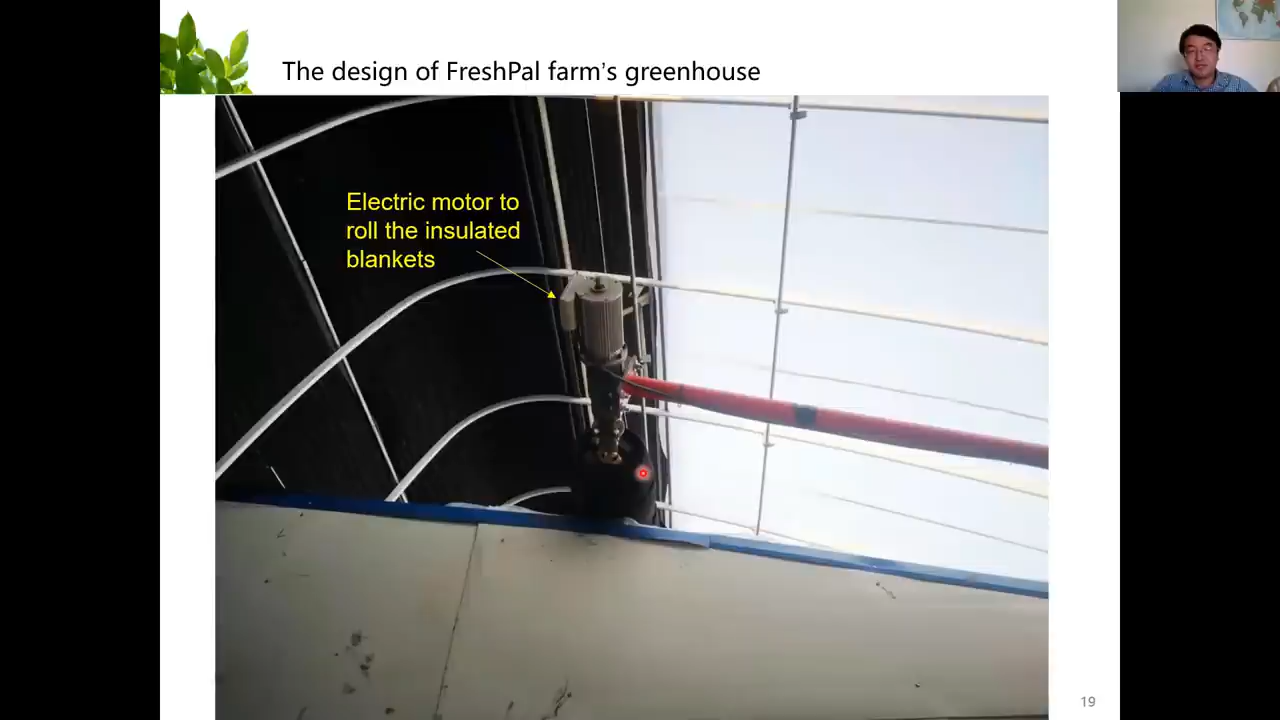 The design of FreshPal farm's greenhouse
Electric motor to
roll the insulated
blankets
19